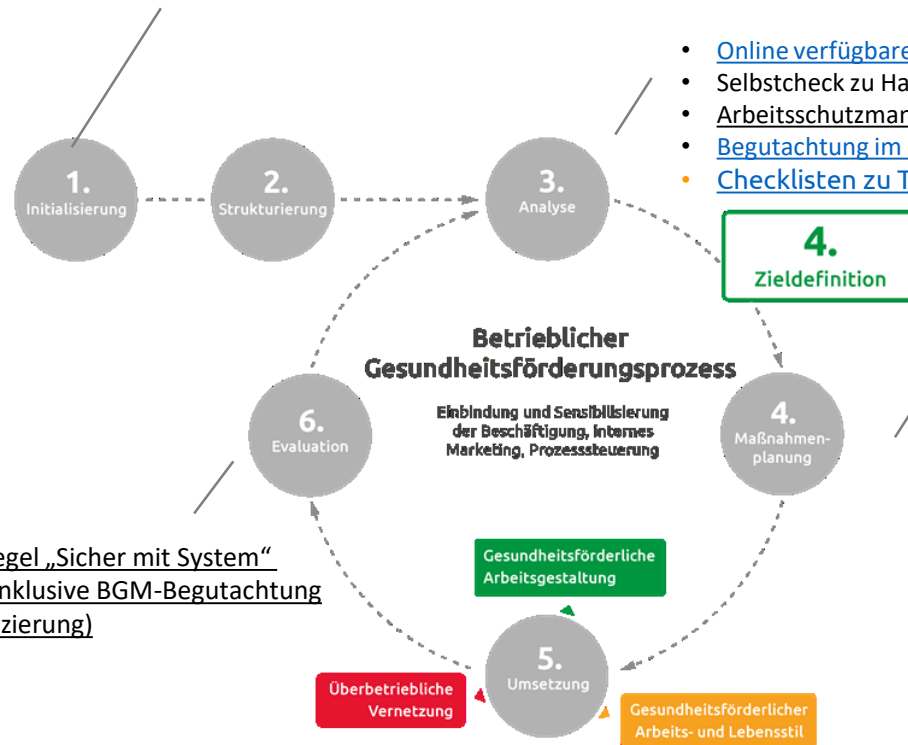 • Online verfügbare
• Selbstcheck zu Ha
• Arbeitsschutzman
• Begutachtung im
• Checklisten zu T
1.
Initialisierung
2.
Strukturierung
3.
Analyse
4.
Zieldefinition
Betrieblicher
Gesundheitsförderungsprozess
Einbindung und Sensibilisierung
der Beschäftigung, internes
Marketing, Prozesssteuerung
4.
Maßnahmen-
planung
6.
Evaluation
egel „Sicher mit System“
nklusive BGM-Begutachtung
zierung)
Gesundheitsförderliche
Arbeitsgestaltung
5.
Umsetzung
Überbetriebliche
Vernetzung
Gesundheitsförderlicher
Arbeits- und Lebensstil